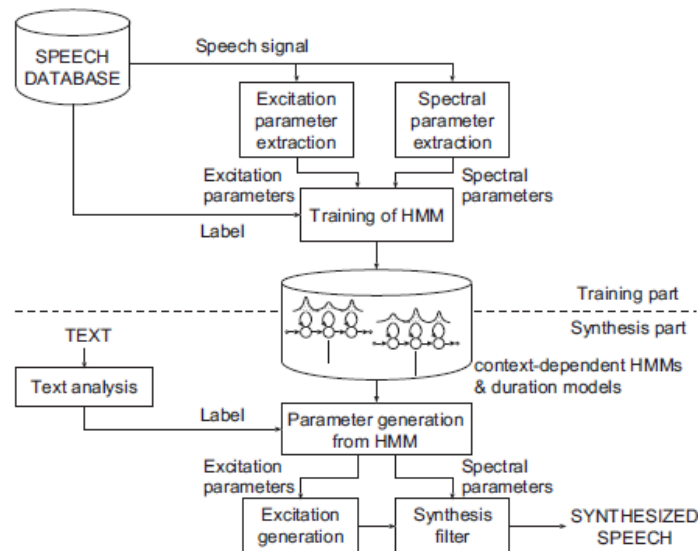 Speech signal
SPEECH
DATABASE
Excitation
parameter
extraction
Spectral
parameter
extraction
Excitation
parameters
Spectral
parameters
Training of HMM
Label
Training part
Synthesis part
TEXT
context-dependent HMMs
& duration models
Text analysis
Label
Parameter generation
from HMM
Excitation
parameters
Spectral
parameters
Excitation
generation
Synthesis
filter
SYNTHESIZED
SPEECH